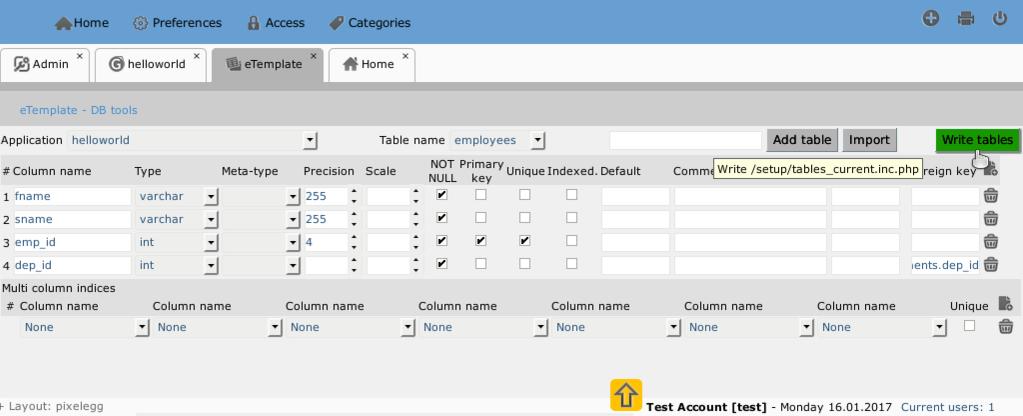 Home Preferences Access Categories
Admin × helloworld × eTemplate × Home ×
eTemplate - DB tools
Application helloworld Table name employees Add table Import Write tables
Write /setup/tables_current.inc.php
# Column name Type Meta-type Precision Scale NOT NULL Primary key Unique Indexed. Default Comme reign key
1 fname varchar 255
2 sname varchar 255
3 emp_id int 4
4 dep_id int ents.dep_id
Multi column indices
# Column name Column name Column name Column name Column name Column name Column name Unique
None None None None None None None
+ Layout: pixelegg
Test Account [test] - Monday 16.01.2017 Current users: 1